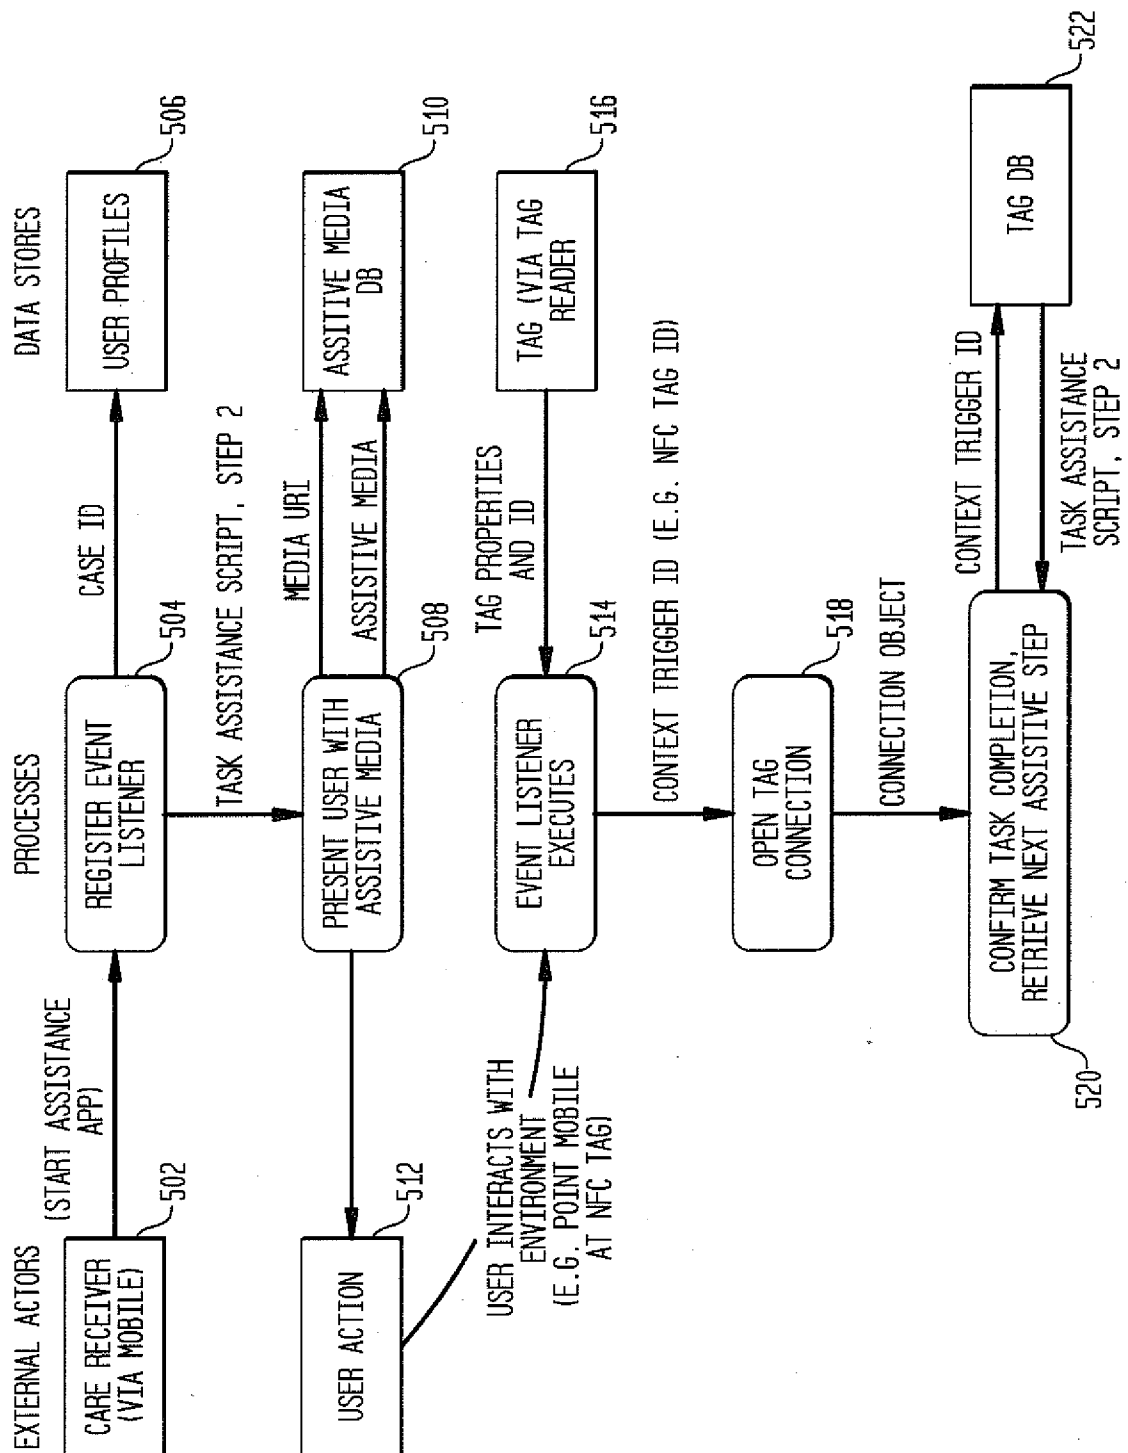 EXTERNAL ACTORS
PROCESSES
DATA STORES
CARE RECEIVER
(VIA MOBILE)
502
(START ASSISTANCE
APP)
REGISTER EVENT
LISTENER
504
CASE ID
USER PROFILES
506
TASK ASSISTANCE SCRIPT, STEP 2
USER ACTION
512
PRESENT USER WITH
ASSISTIVE MEDIA
508
MEDIA URI
ASSISTIVE MEDIA
ASSITIVE MEDIA
DB
510
USER INTERACTS WITH
ENVIRONMENT
(E.G. POINT MOBILE
AT NFC TAG)
EVENT LISTENER
EXECUTES
514
TAG PROPERTIES
AND ID
TAG (VIA TAG
READER
516
CONTEXT TRIGGER ID (E.G. NFC TAG ID)
OPEN TAG
CONNECTION
518
CONNECTION OBJECT
CONFIRM TASK COMPLETION,
RETRIEVE NEXT ASSISTIVE STEP
520
CONTEXT TRIGGER ID
TASK ASSISTANCE
SCRIPT, STEP 2
TAG DB
522